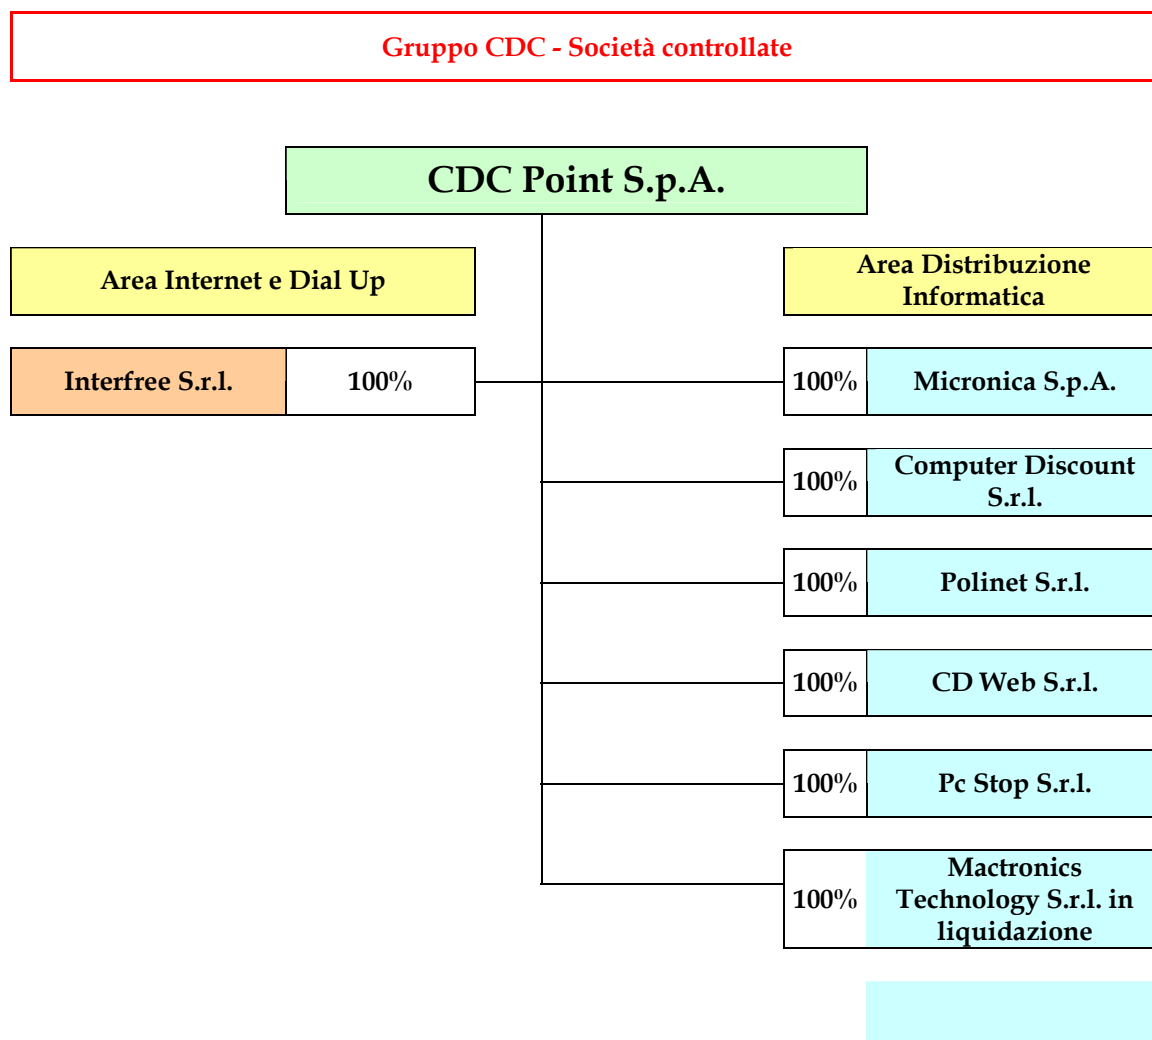 Gruppo CDC - Società controllate
CDC Point S.p.A.
Area Internet e Dial Up
Area Distribuzione
Informatica
Interfree S.r.l.
100%
100%
Micronica S.p.A.
100%
Computer Discount
S.r.l.
100%
Polinet S.r.l.
100%
CD Web S.r.l.
100%
Pc Stop S.r.l.
100%
Mactronics
Technology S.r.l. in
liquidazione